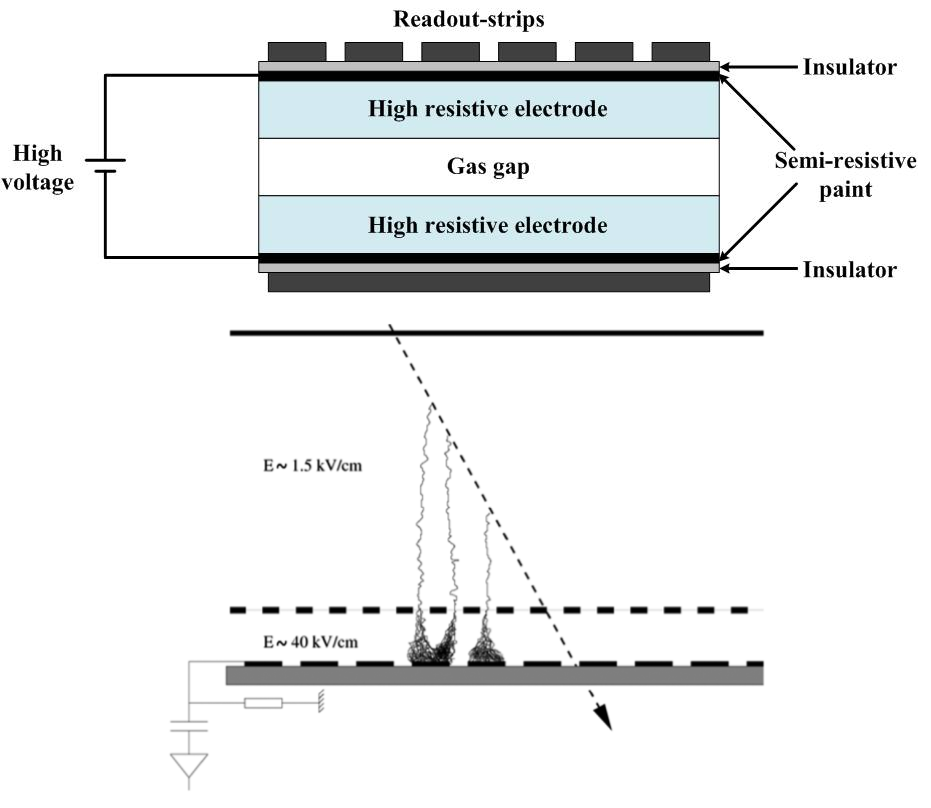 Readout-strips
Insulator
High resistive electrode
High
voltage
Gas gap
Semi-resistive
paint
High resistive electrode
Insulator
E~ 1.5 kV/cm
E~ 40 kV/cm